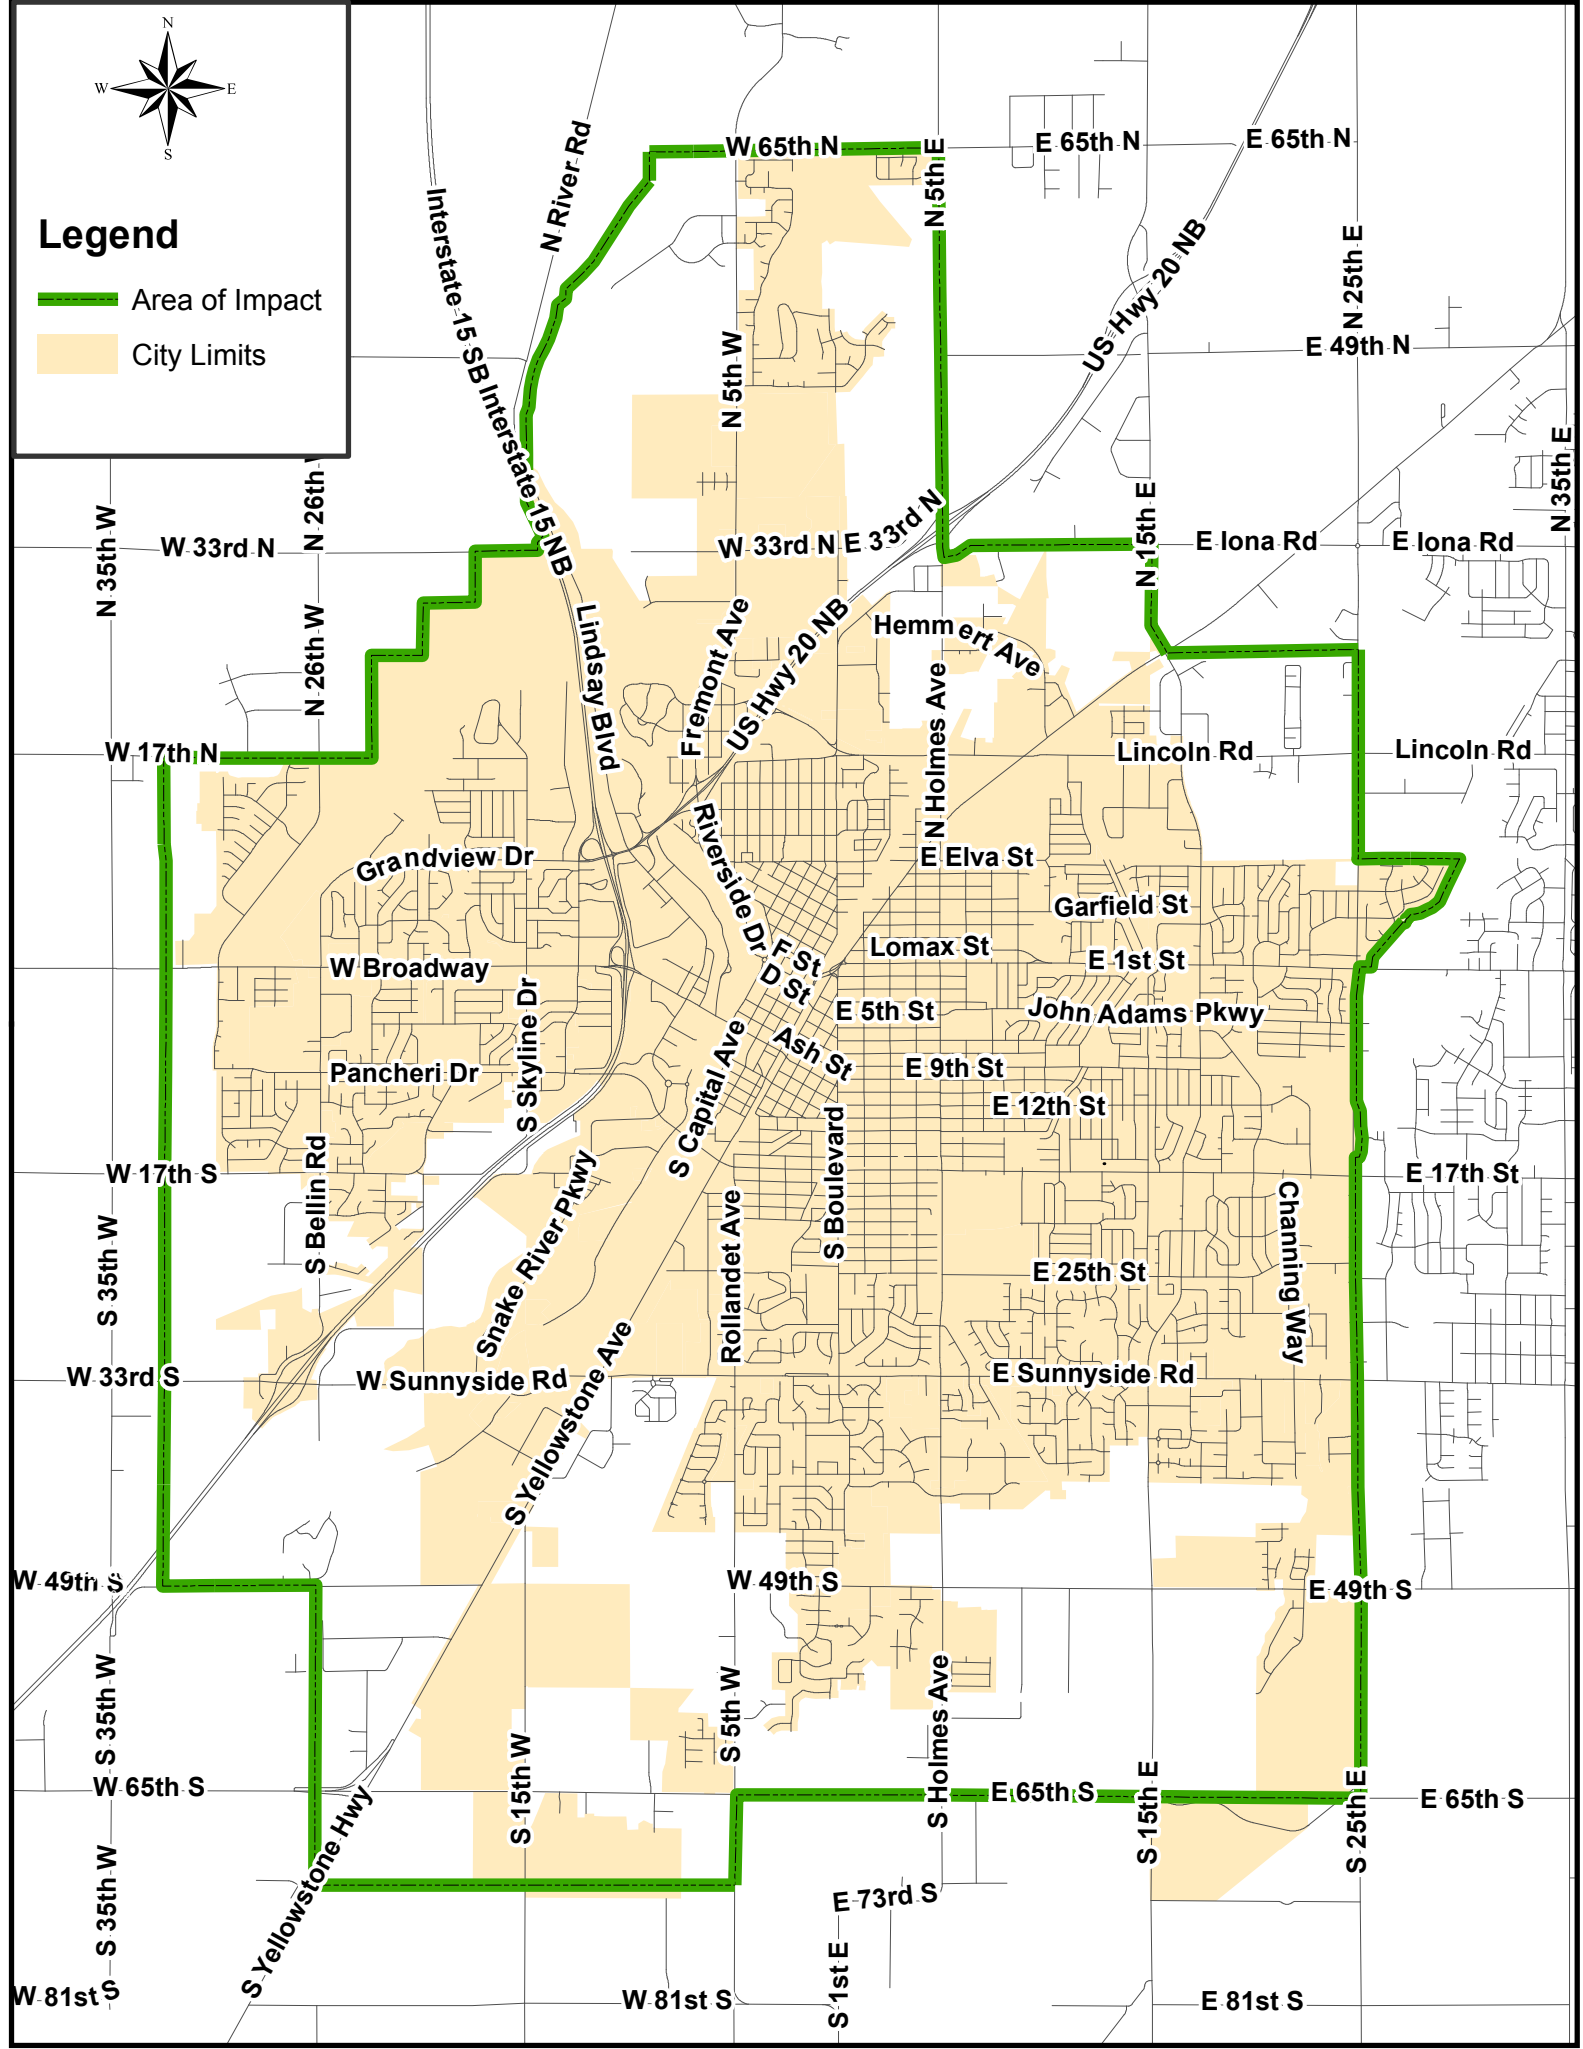 N
W E
S
Legend
Area of Impact
City Limits
W 65th N
E 65th N
E 65th N
N 5th E
N River Rd
Interstate 15 SB
Interstate 15 NB
US Hwy 20 NB
N 25th E
E 49th N
N 5th W
N 35th E
N 26th W
N 35th W
W 33rd N
W 33rd N
E 33rd N
N 15th E
E Iona Rd
E Iona Rd
N 26th W
Lindsay Blvd
Fremont Ave
US Hwy 20 NB
Hemmert Ave
N Holmes Ave
W 17th N
Lincoln Rd
Lincoln Rd
Riverside Dr
Grandview Dr
E Elva St
Garfield St
F St
D St
Lomax St
E 1st St
W Broadway
S Skyline Dr
E 5th St
John Adams Pkwy
Ash St
S Capital Ave
Pancheri Dr
E 9th St
E 12th St
S Boulevard
W 17th S
E 17th St
S Bellin Rd
Snake River Pkwy
Rollandet Ave
Channing Way
S 35th W
E 25th St
S Yellowstone Ave
W 33rd S
W Sunnyside Rd
E Sunnyside Rd
W 49th S
W 49th S
E 49th S
S 35th W
S 5th W
S Holmes Ave
S 15th W
S 15th E
S 25th E
W 65th S
E 65th S
E 65th S
S Yellowstone Hwy
S 35th W
E 73rd S
S 1st E
W 81st S
W 81st S
E 81st S